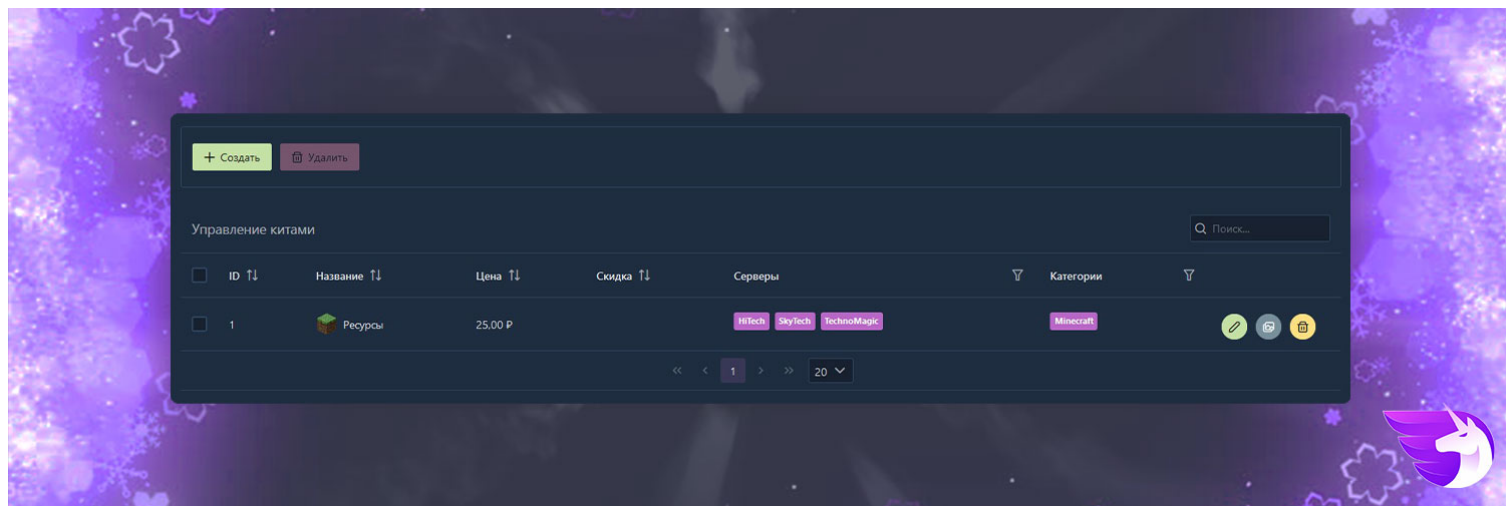 Создать Удалить
Управление китами
Поиск...
ID Название Цена Скидка Серверы Категории
1 Ресурсы 25.00 ₽ HiTech SkyTech TechnoMagic Minecraft
« ‹ 1 › » 20